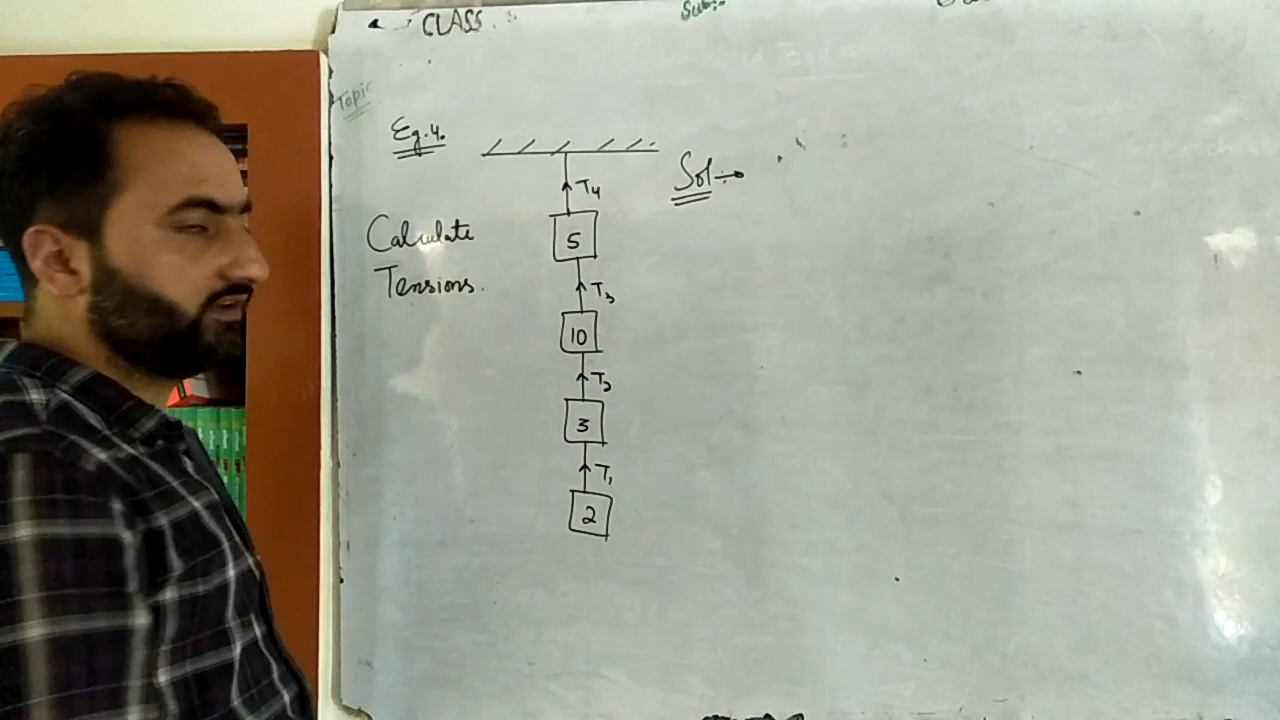 CLASS :
Sub:-
Topic
Eg.4.
Sol →
T₄
Calculate
5
Tensions.
T₃
10
T₂
3
T₁
2